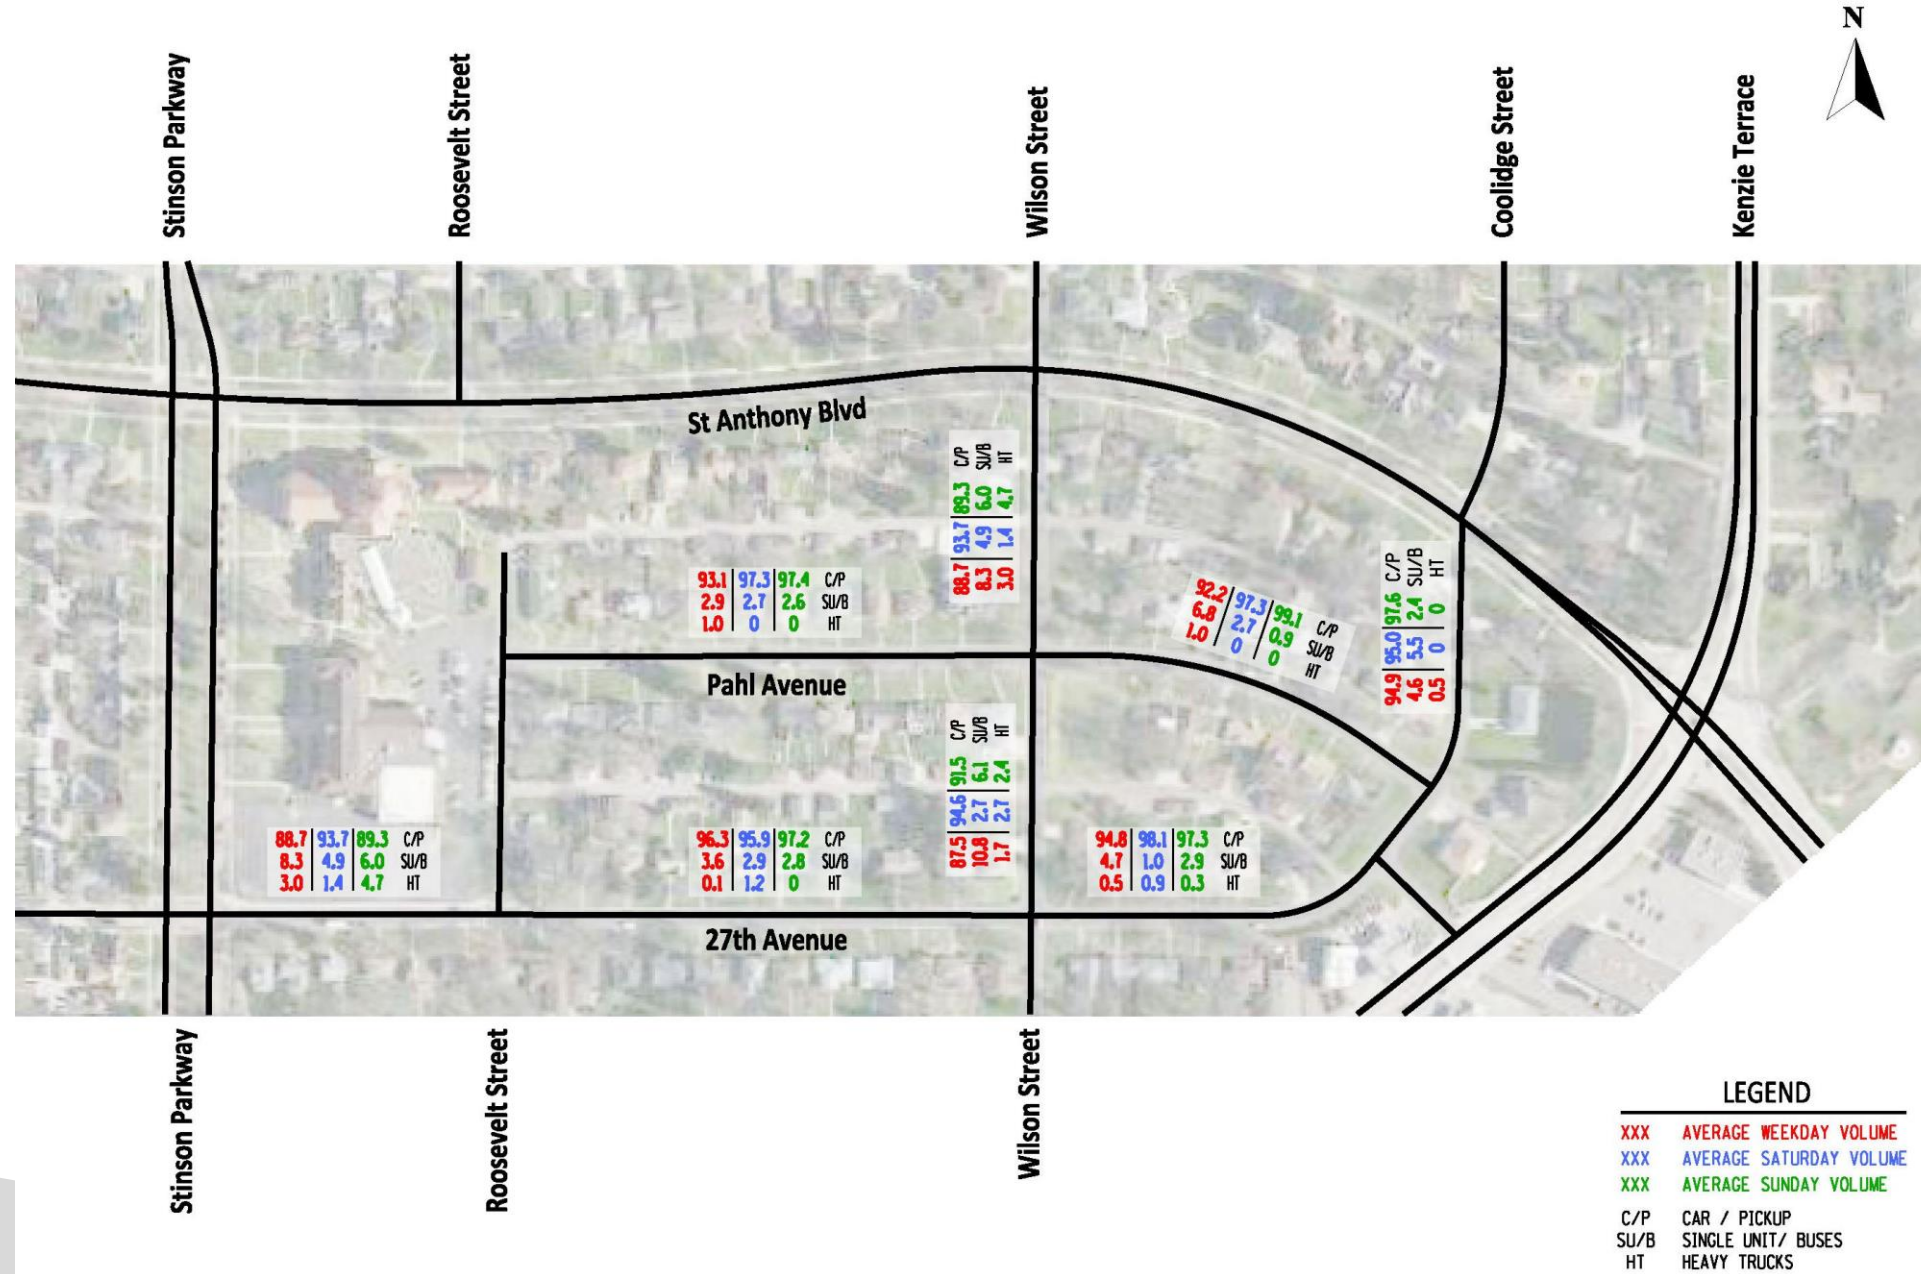 N
Stinson Parkway
Roosevelt Street
Wilson Street
Coolidge Street
Kenzie Terrace
St Anthony Blvd
88.7 93.7 89.3 C/P
8.3 4.9 6.0 SU/B
3.0 1.4 4.7 HT
93.1 97.3 97.4 C/P
2.9 2.7 2.6 SU/B
1.0 0 0 HT
92.2 97.3 99.1 C/P
6.8 2.7 0.9 SU/B
1.0 0 0 HT
94.9 95.0 97.6 C/P
4.6 5.5 2.4 SU/B
0.5 0 0 HT
Pahl Avenue
87.5 94.6 91.5 C/P
10.8 2.7 6.1 SU/B
1.7 2.7 2.4 HT
88.7 93.7 89.3 C/P
8.3 4.9 6.0 SU/B
3.0 1.4 4.7 HT
96.3 95.9 97.2 C/P
3.6 2.9 2.8 SU/B
0.1 1.2 0 HT
94.8 98.1 97.3 C/P
4.7 1.0 2.9 SU/B
0.5 0.9 0.3 HT
27th Avenue
Stinson Parkway
Roosevelt Street
Wilson Street
LEGEND
XXX AVERAGE WEEKDAY VOLUME
XXX AVERAGE SATURDAY VOLUME
XXX AVERAGE SUNDAY VOLUME
C/P CAR / PICKUP
SU/B SINGLE UNIT/ BUSES
HT HEAVY TRUCKS